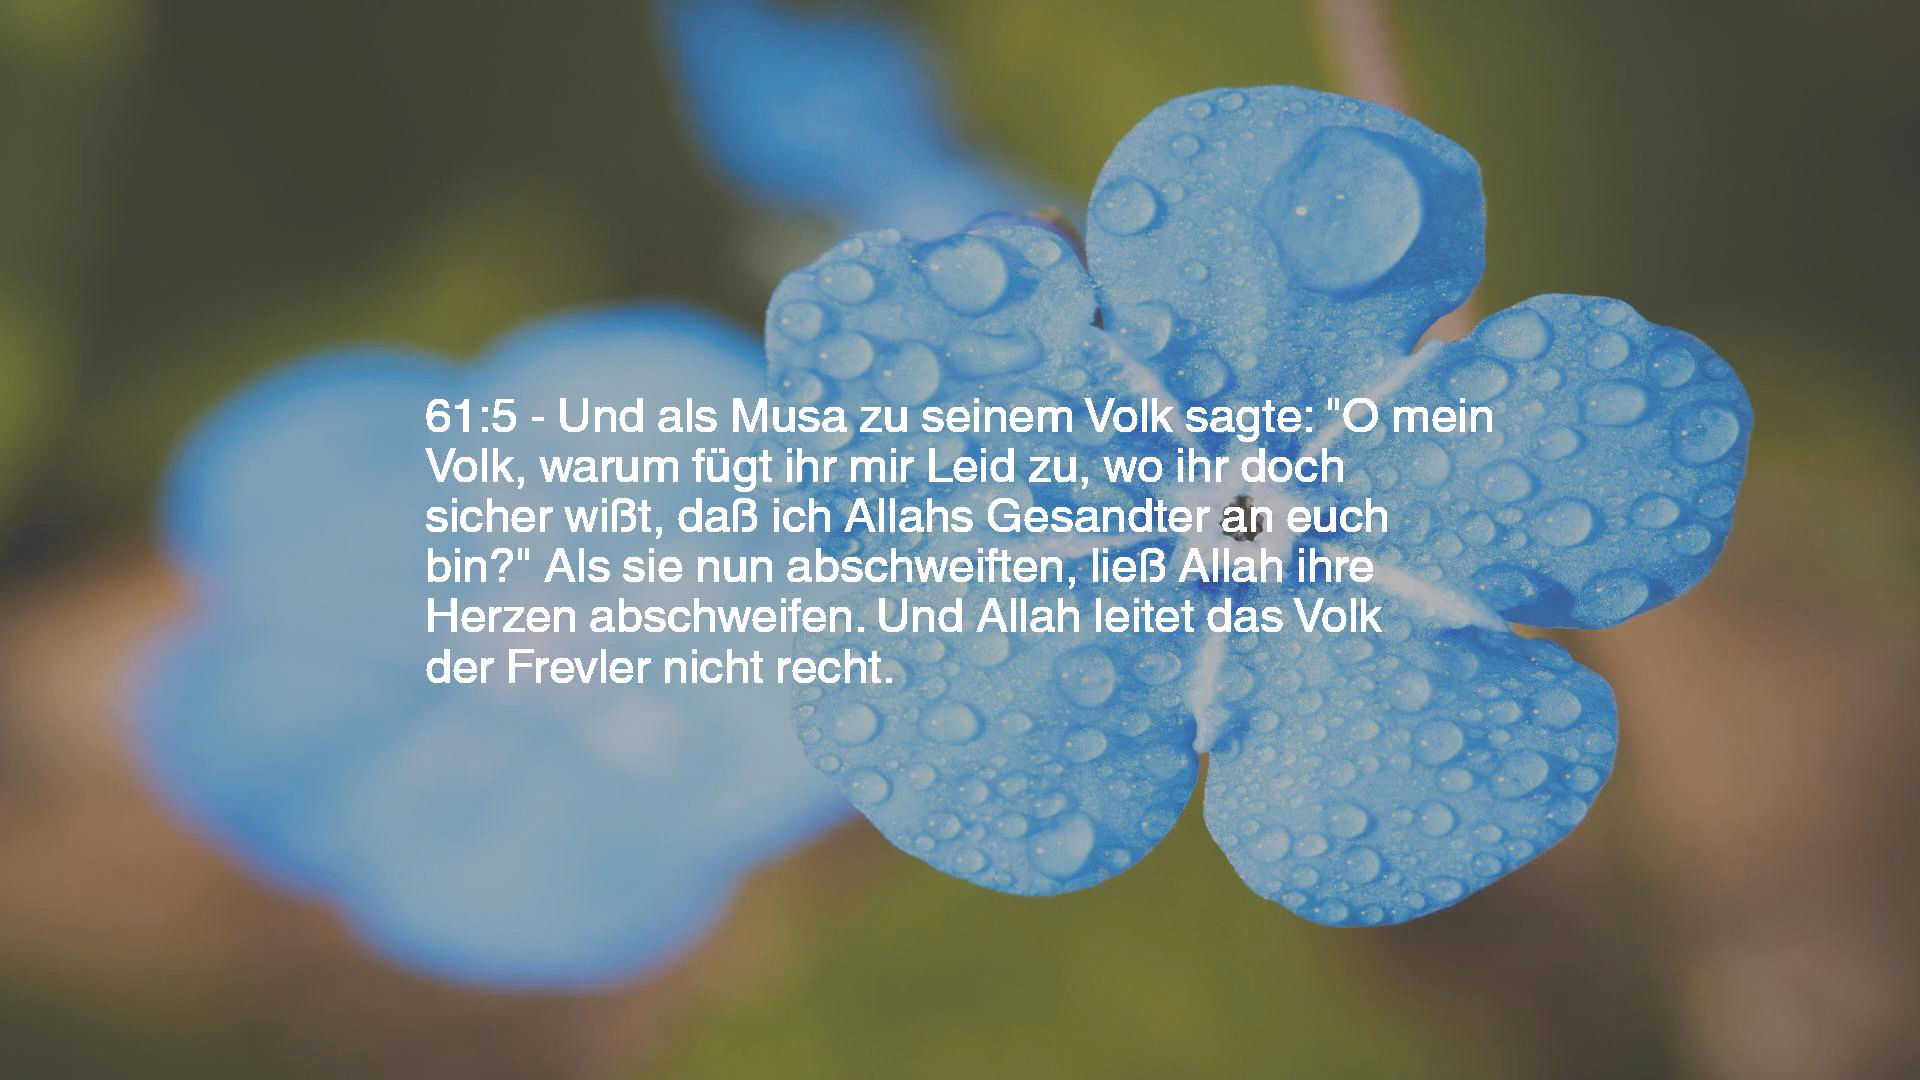 61:5 - Und als Musa zu seinem Volk sagte: "O mein
Volk, warum fügt ihr mir Leid zu, wo ihr doch
sicher wißt, daß ich Allahs Gesandter an euch
bin?" Als sie nun abschweiften, ließ Allah ihre
Herzen abschweifen. Und Allah leitet das Volk
der Frevler nicht recht.